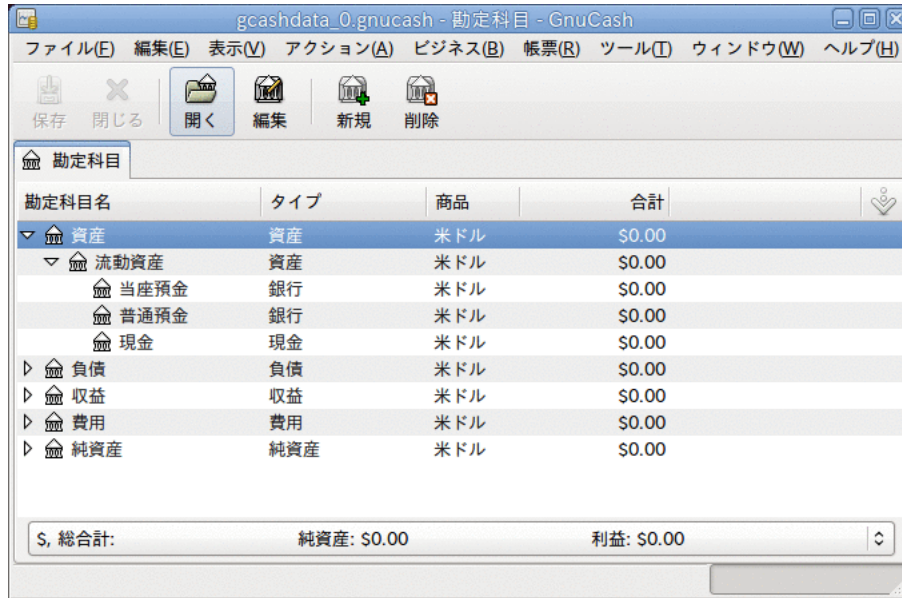 gcashdata_0.gnucash - 勘定科目 - GnuCash
ファイル(F) 編集(E) 表示(V) アクション(A) ビジネス(B) 帳票(R) ツール(T) ウィンドウ(W) ヘルプ(H)
保存 閉じる 開く 編集 新規 削除
勘定科目
勘定科目名 タイプ 商品 合計
資産 資産 米ドル $0.00
流動資産 資産 米ドル $0.00
当座預金 銀行 米ドル $0.00
普通預金 銀行 米ドル $0.00
現金 現金 米ドル $0.00
負債 負債 米ドル $0.00
収益 収益 米ドル $0.00
費用 費用 米ドル $0.00
純資産 純資産 米ドル $0.00
$, 総合計: 純資産: $0.00 利益: $0.00